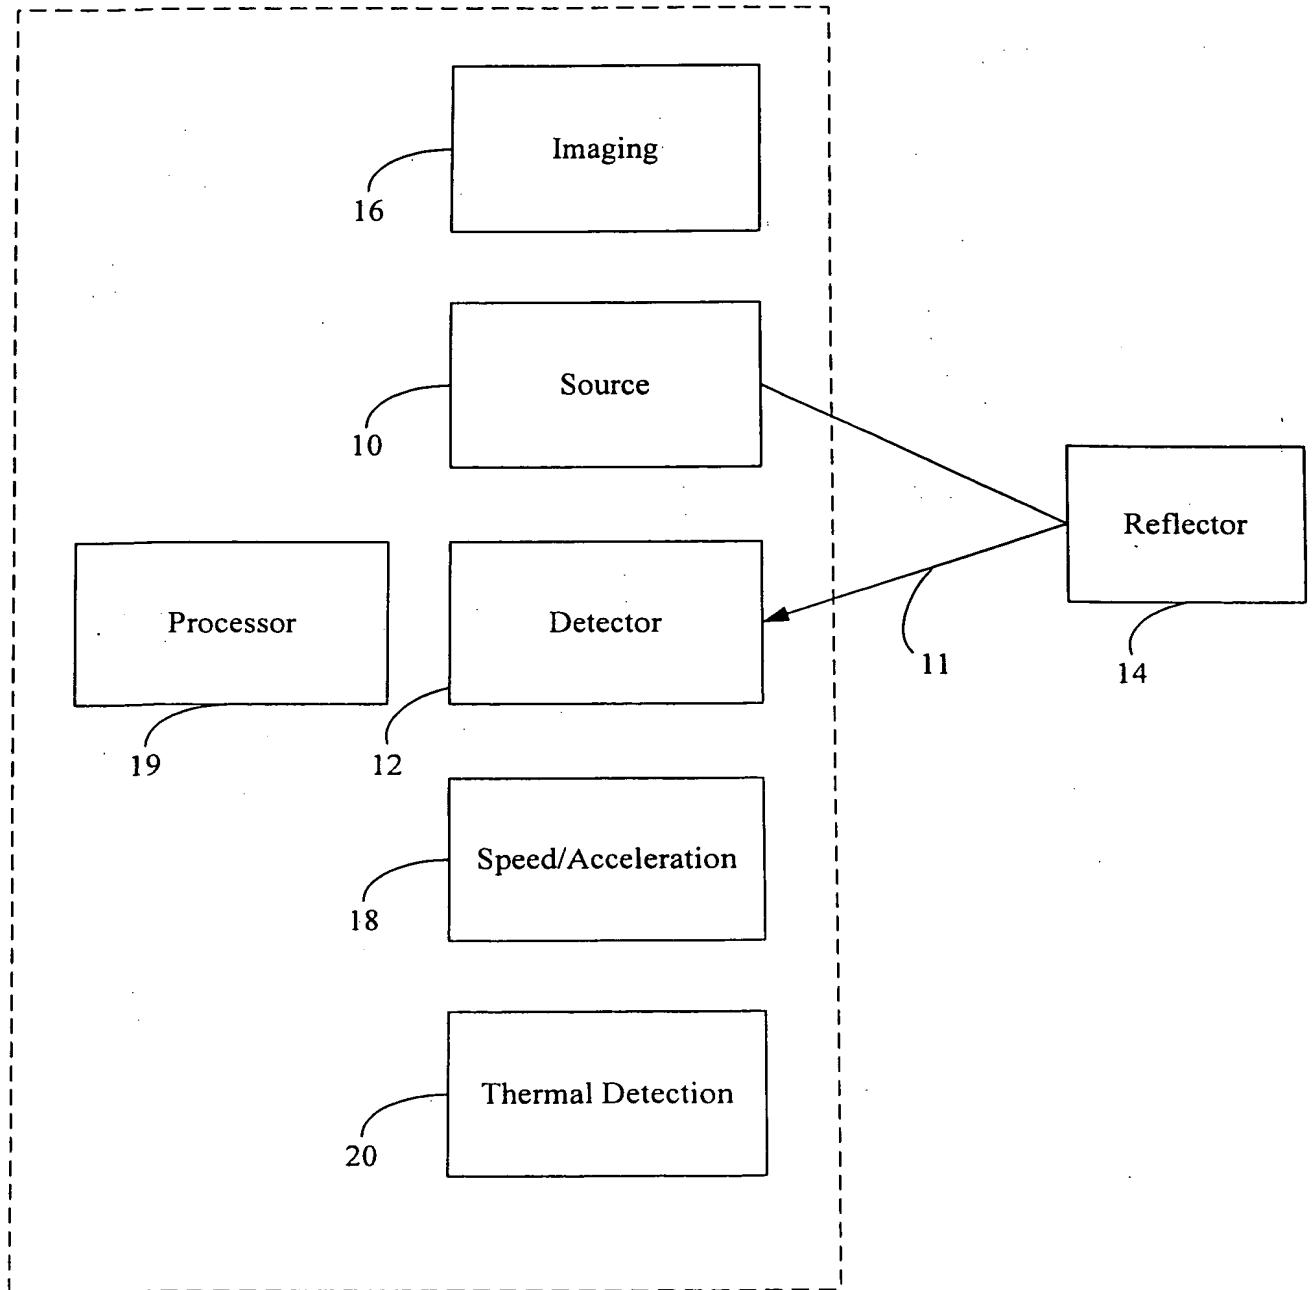 Imaging
16
Source
10
Reflector
14
11
Processor
19
Detector
12
Speed/Acceleration
18
Thermal Detection
20